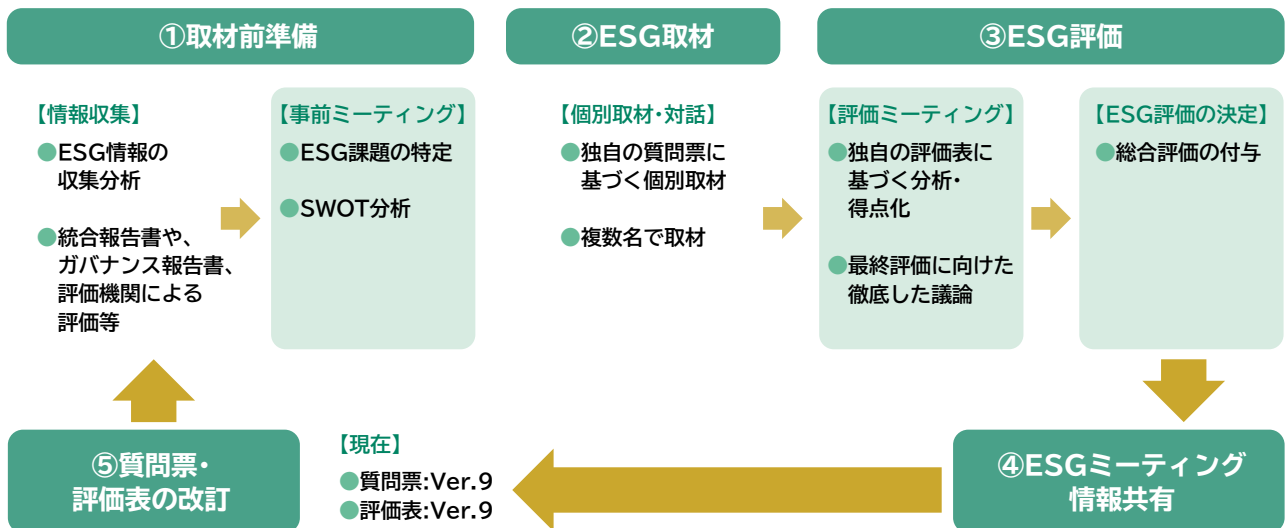 ①取材前準備
【情報収集】
●ESG情報の
収集分析
●統合報告書や、
ガバナンス報告書、
評価機関による
評価等
【事前ミーティング】
●ESG課題の特定
●SWOT分析
②ESG取材
【個別取材・対話】
●独自の質問票に
基づく個別取材
●複数名で取材
③ESG評価
【評価ミーティング】
●独自の評価表に
基づく分析・
得点化
●最終評価に向けた
徹底した議論
【ESG評価の決定】
●総合評価の付与
④ESGミーティング
情報共有
【現在】
●質問票:Ver.9
●評価表:Ver.9
⑤質問票・
評価表の改訂